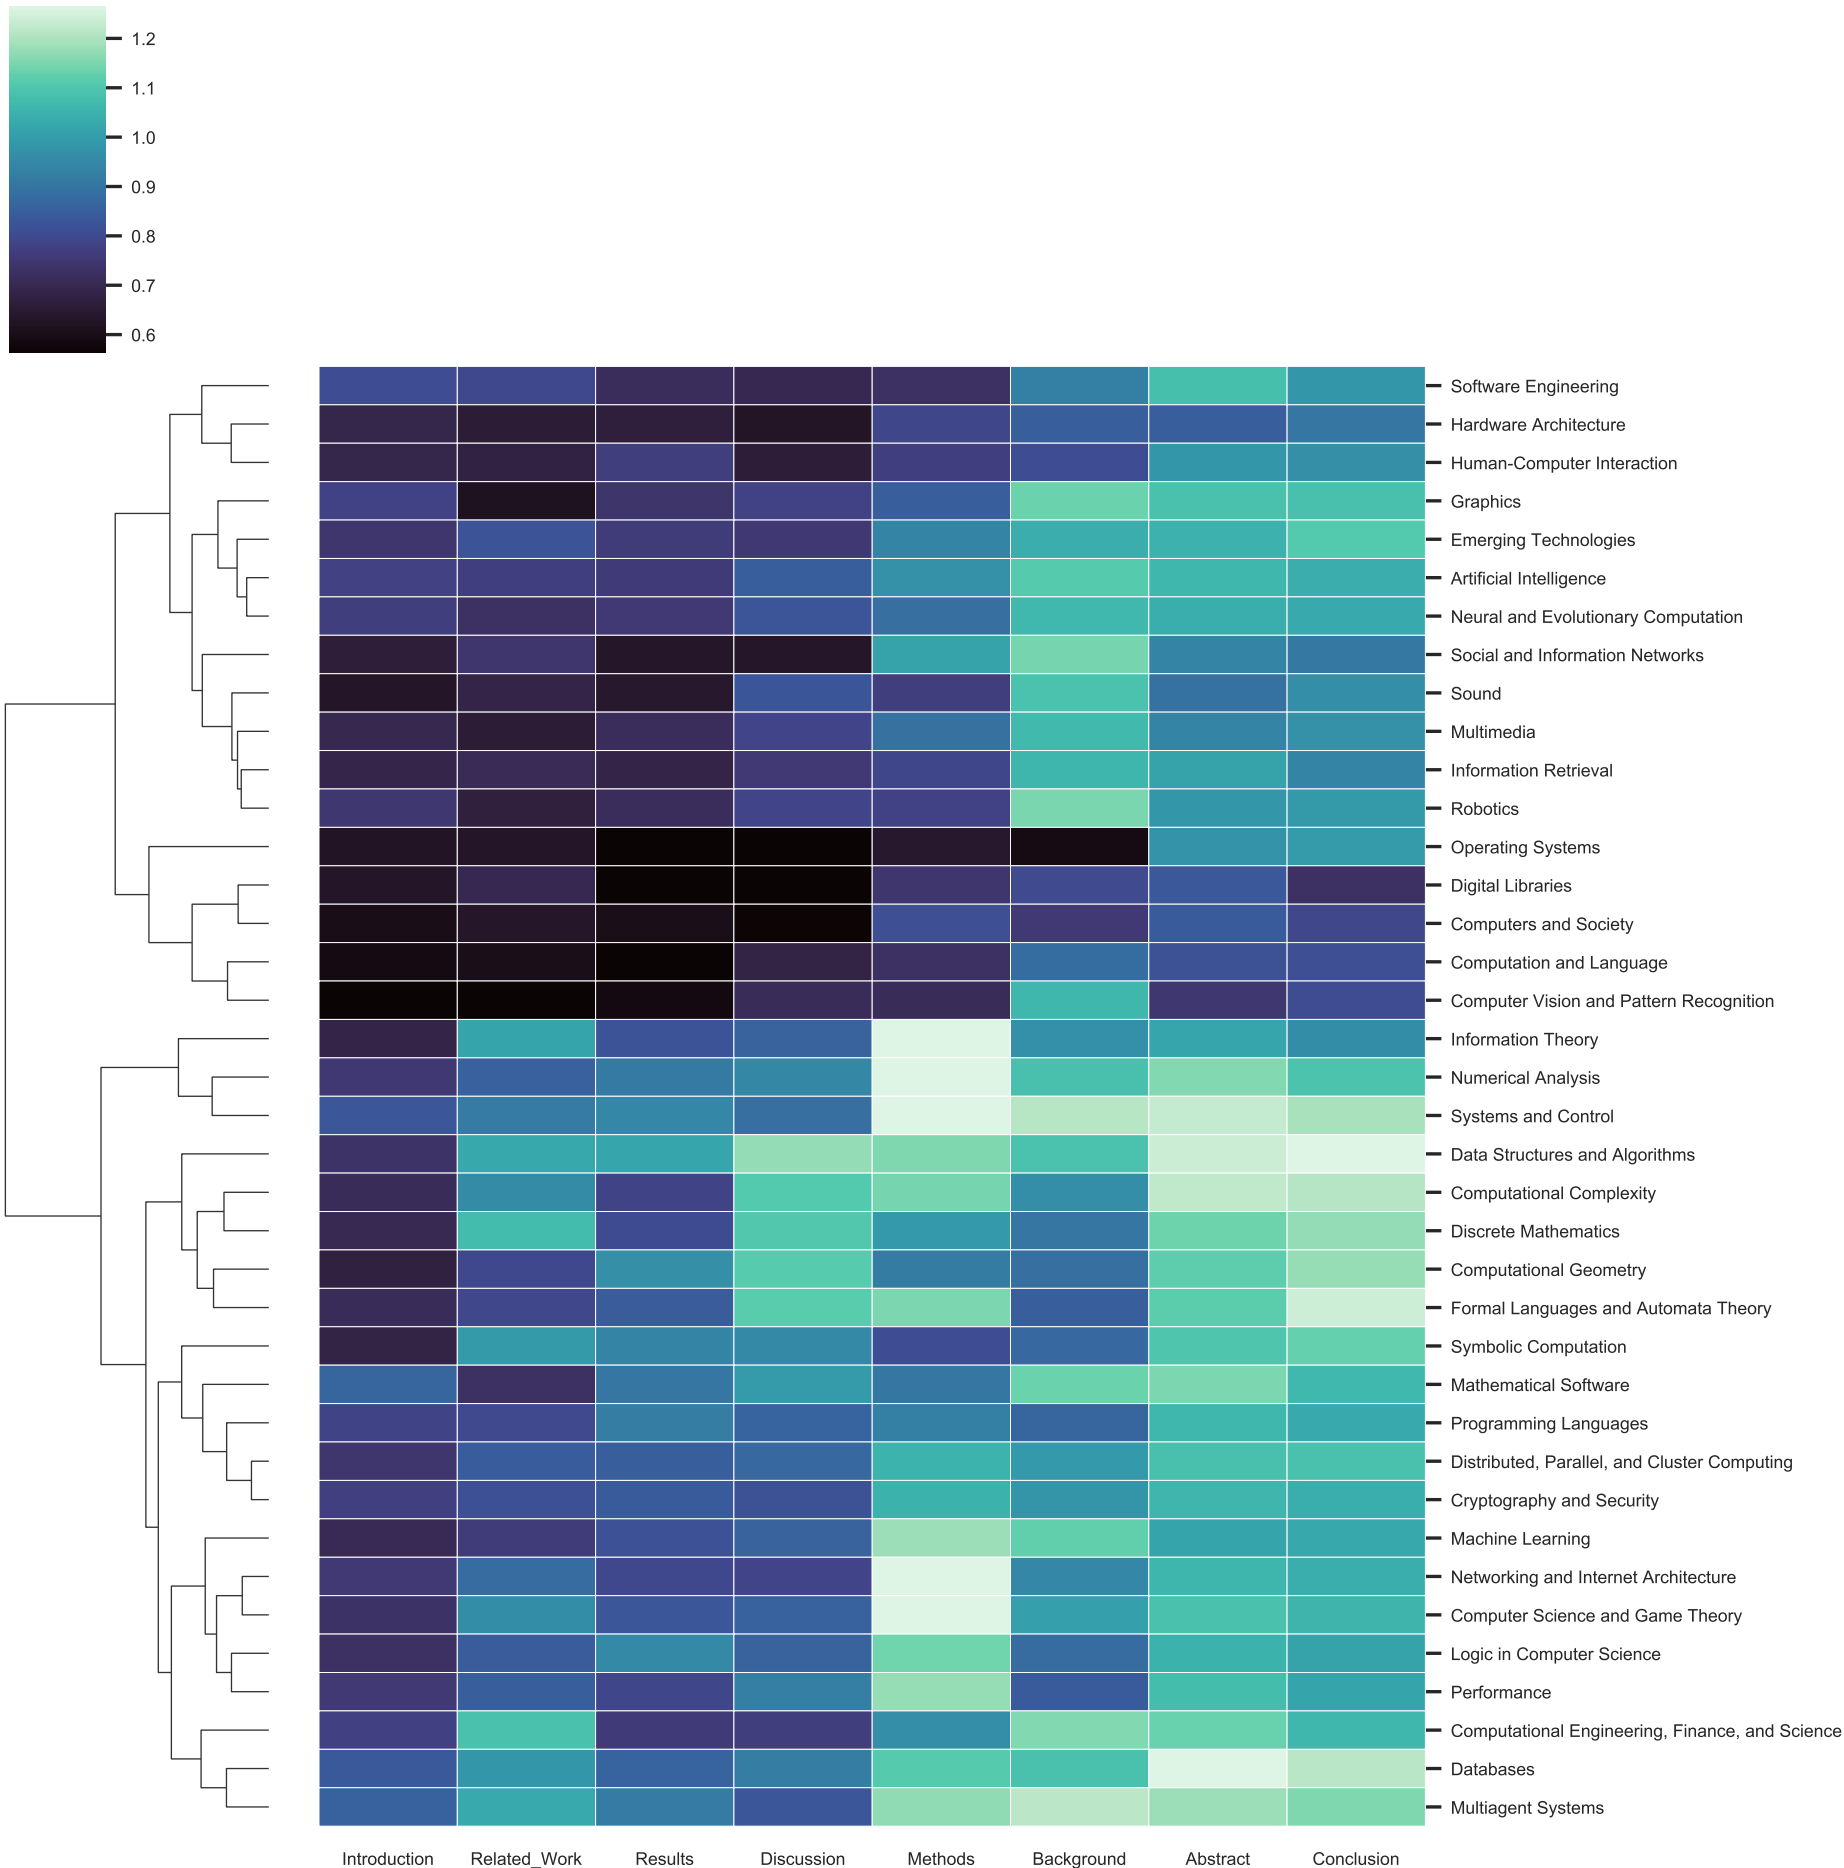 1.2
1.1
1.0
0.9
0.8
0.7
0.6
Software Engineering
Hardware Architecture
Human-Computer Interaction
Graphics
Emerging Technologies
Artificial Intelligence
Neural and Evolutionary Computation
Social and Information Networks
Sound
Multimedia
Information Retrieval
Robotics
Operating Systems
Digital Libraries
Computers and Society
Computation and Language
Computer Vision and Pattern Recognition
Information Theory
Numerical Analysis
Systems and Control
Data Structures and Algorithms
Computational Complexity
Discrete Mathematics
Computational Geometry
Formal Languages and Automata Theory
Symbolic Computation
Mathematical Software
Programming Languages
Distributed, Parallel, and Cluster Computing
Cryptography and Security
Machine Learning
Networking and Internet Architecture
Computer Science and Game Theory
Logic in Computer Science
Performance
Computational Engineering, Finance, and Science
Databases
Multiagent Systems
Introduction Related_Work Results Discussion Methods Background Abstract Conclusion